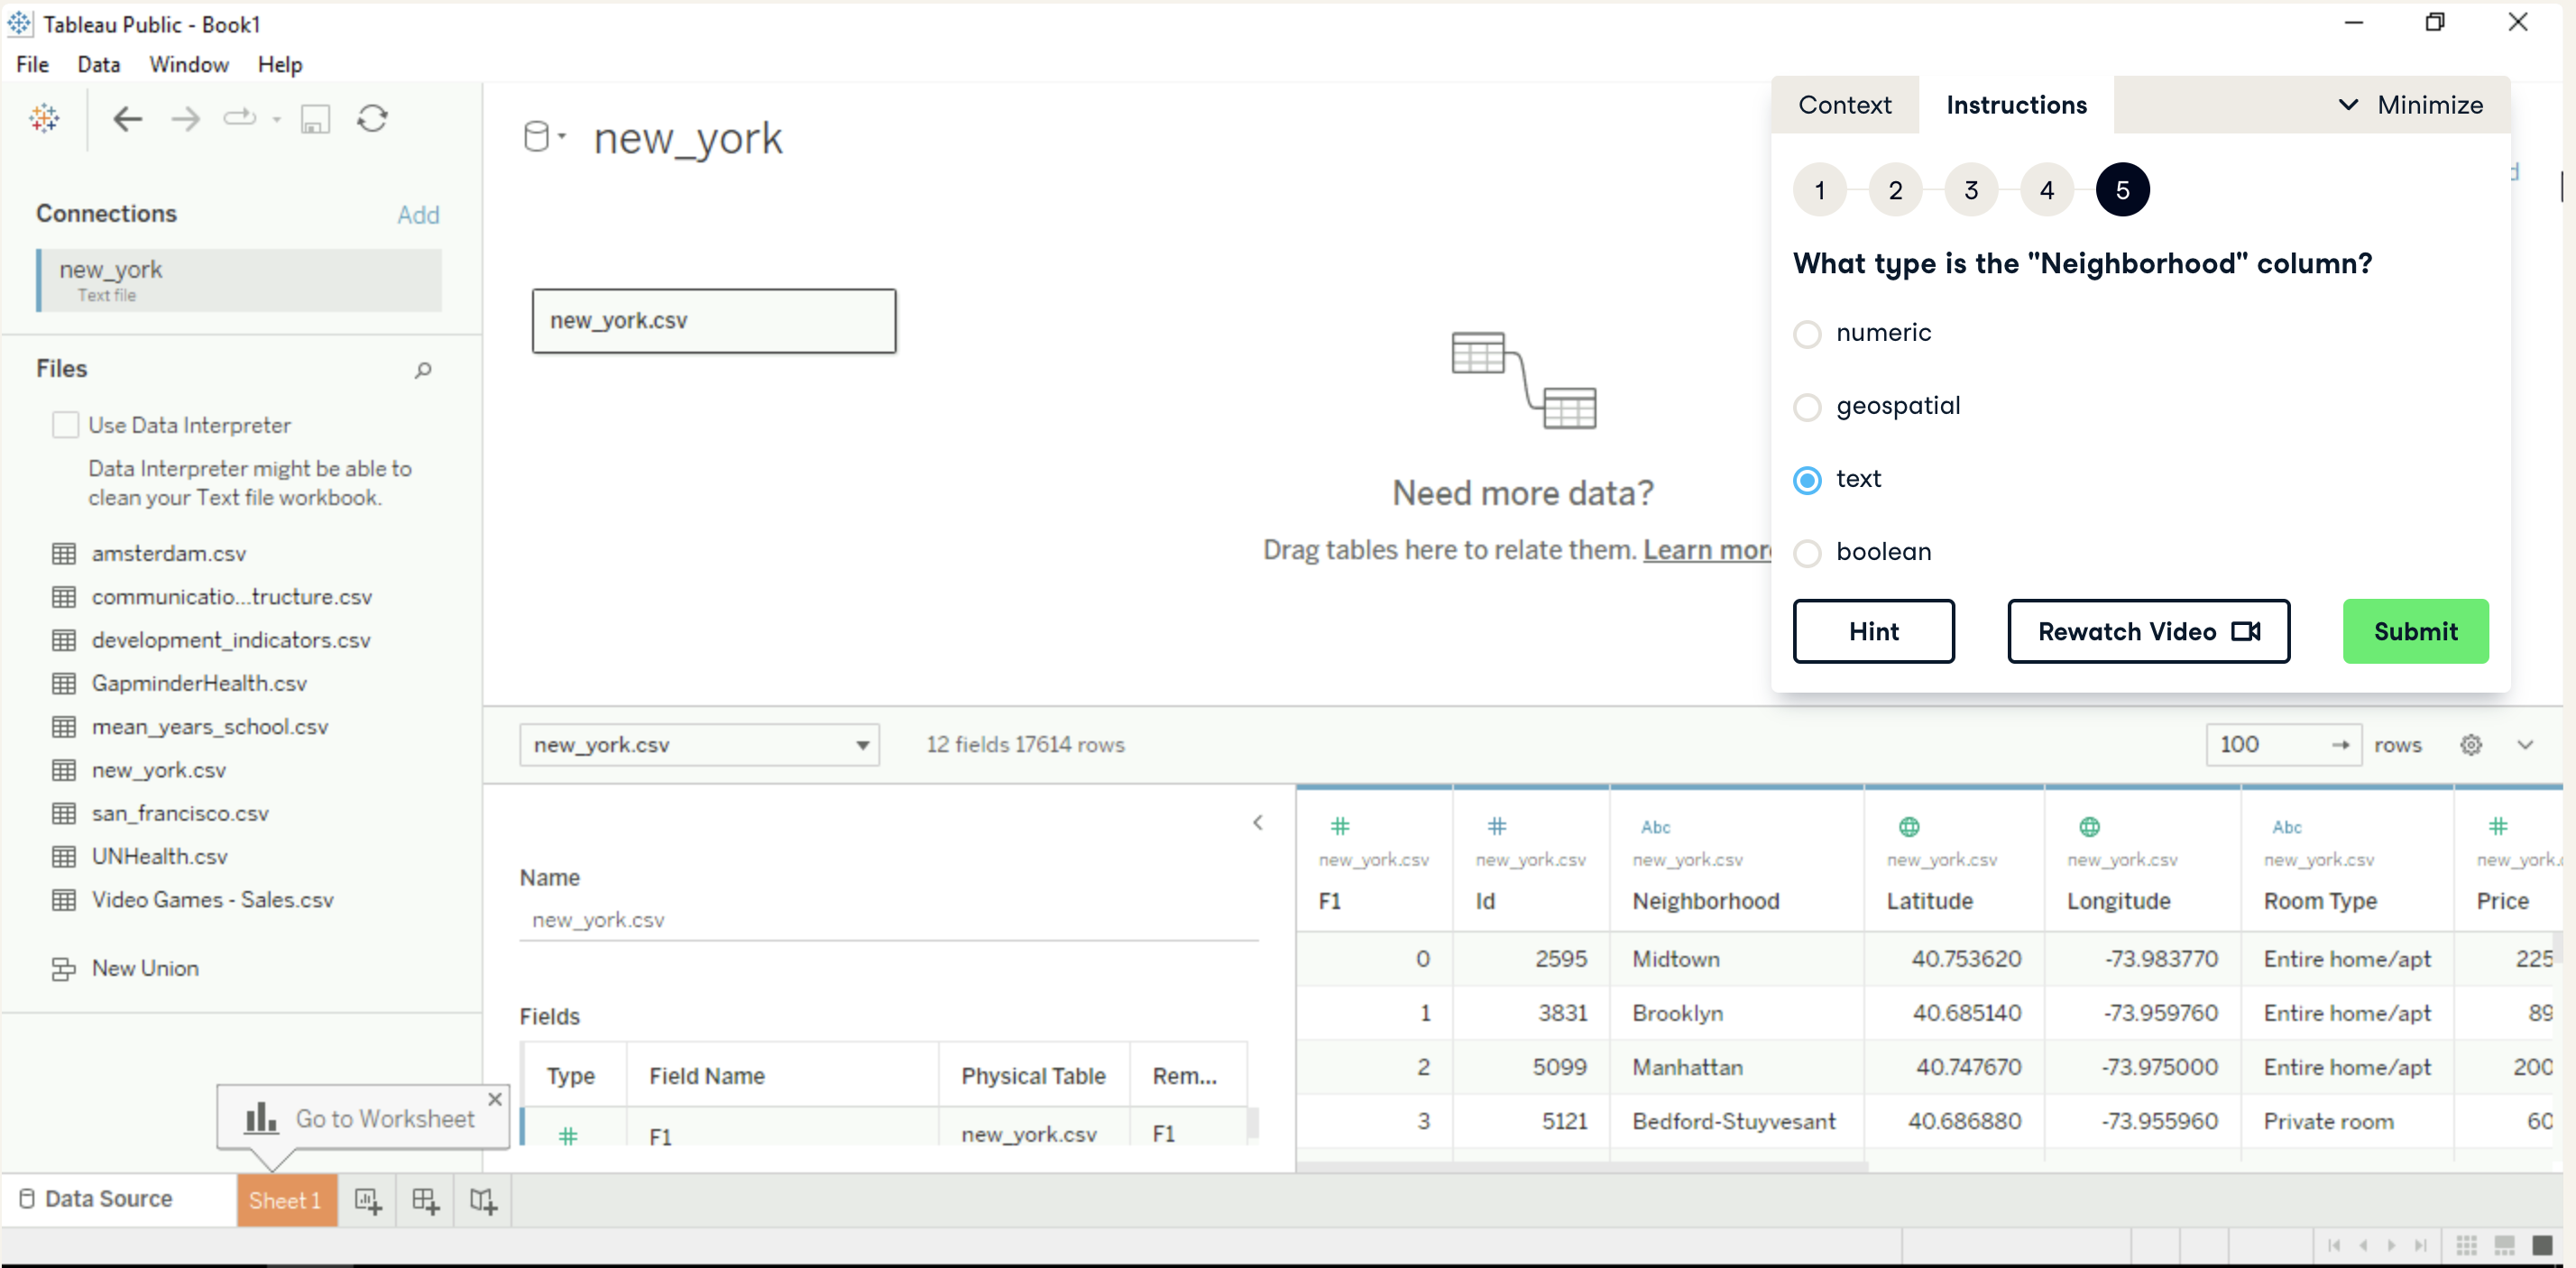 Tableau Public - Book1
File Data Window Help
Connections Add
new_york
Text file
Files
Use Data Interpreter
Data Interpreter might be able to
clean your Text file workbook.
amsterdam.csv
communicatio...tructure.csv
development_indicators.csv
GapminderHealth.csv
mean_years_school.csv
new_york.csv
san_francisco.csv
UNHealth.csv
Video Games - Sales.csv
New Union
Go to Worksheet
new_york
new_york.csv
Need more data?
Drag tables here to relate them. Learn more
Context Instructions Minimize
1 2 3 4 5
What type is the "Neighborhood" column?
numeric
geospatial
text
boolean
Hint Rewatch Video Submit
new_york.csv 12 fields 17614 rows 100 rows
Name
new_york.csv
Fields
Type Field Name Physical Table Rem...
# F1 new_york.csv F1
# # Abc Abc #
new_york.csv new_york.csv new_york.csv new_york.csv new_york.csv new_york.csv new_york.
F1 Id Neighborhood Latitude Longitude Room Type Price
0 2595 Midtown 40.753620 -73.983770 Entire home/apt 225
1 3831 Brooklyn 40.685140 -73.959760 Entire home/apt 89
2 5099 Manhattan 40.747670 -73.975000 Entire home/apt 200
3 5121 Bedford-Stuyvesant 40.686880 -73.955960 Private room 60
Data Source Sheet 1